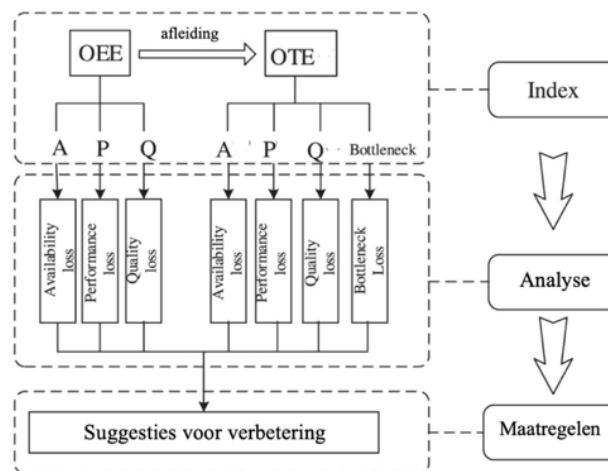 afleiding
OEE
OTE
Index
A
P
Q
A
P
Q
Bottleneck
Availability
loss
Performance
loss
Quality
loss
Availability
loss
Performance
loss
Quality
loss
Bottleneck
Loss
Analyse
Suggesties voor verbetering
Maatregelen